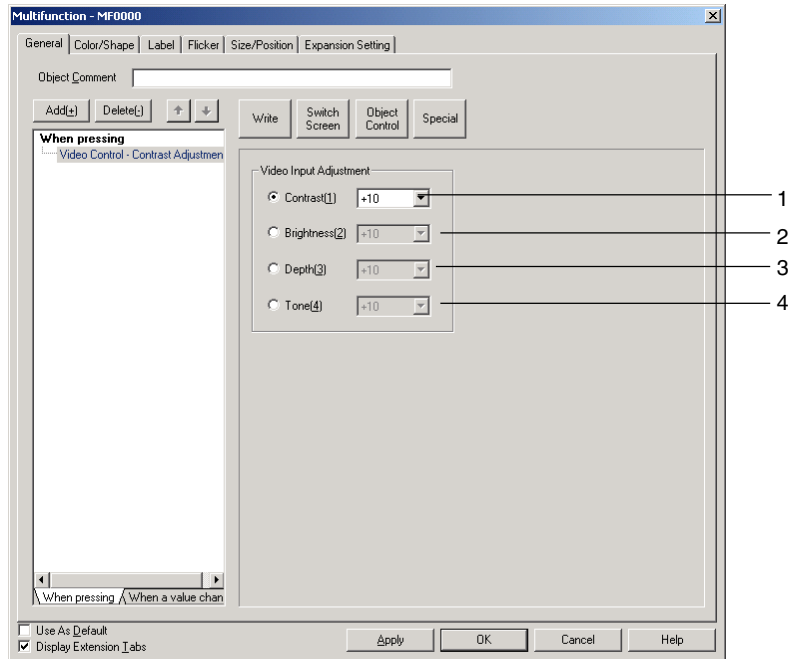 Multifunction - MF0000
General Color/Shape Label Flicker Size/Position Expansion Setting
Object Comment
Add(+) Delete(-)
Write Switch Screen Object Control Special
When pressing
Video Control - Contrast Adjustmen
Video Input Adjustment
Contrast(1) +10 1
Brightness(2) +10 2
Depth(3) +10 3
Tone(4) +10 4
When pressing When a value chan
Use As Default
Display Extension Tabs
Apply OK Cancel Help